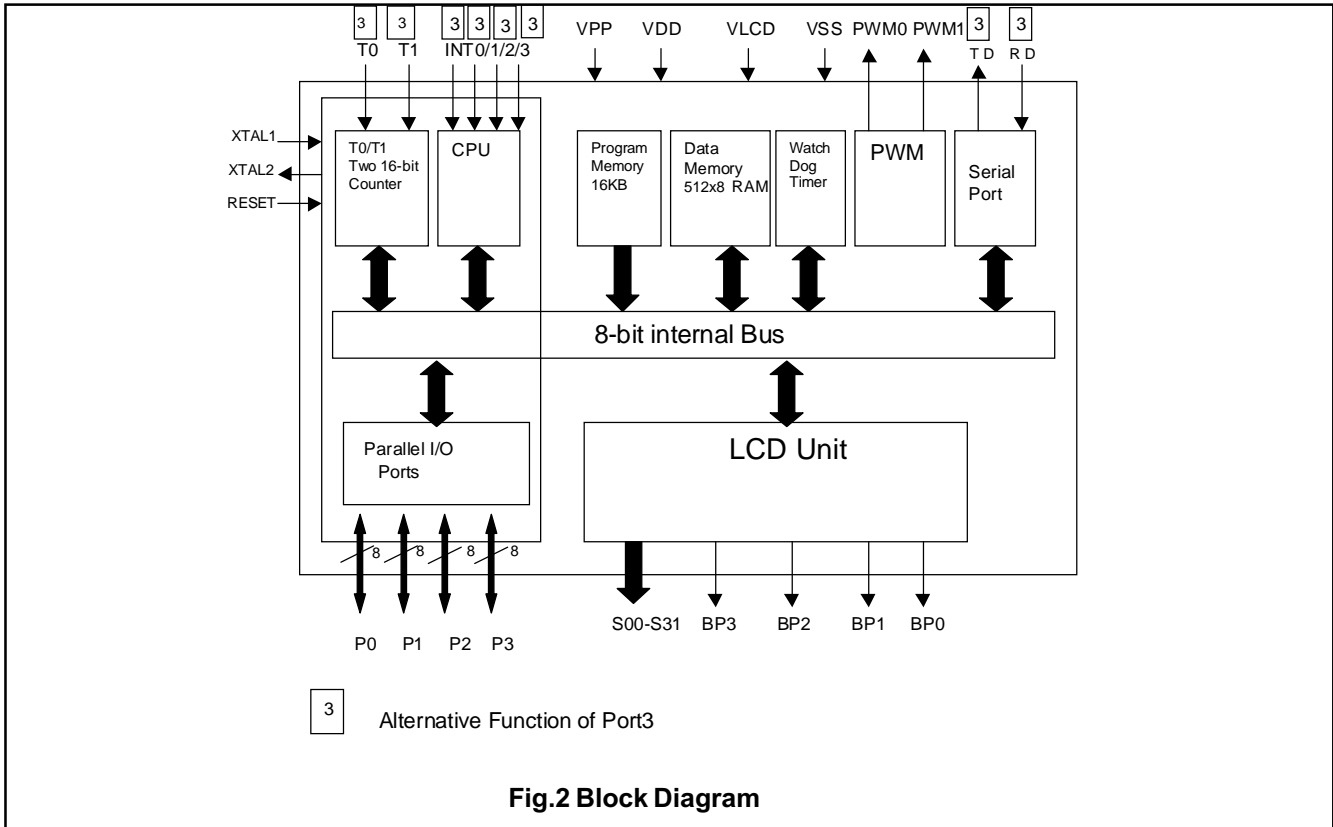 3 3 3 3 3 3 3 3
T0 T1 INT0/1/2/3 VPP VDD VLCD VSS PWM0 PWM1 TD RD
XTAL1
XTAL2
RESET
T0/T1
Two 16-bit
Counter
CPU
Program
Memory
16KB
Data
Memory
512x8 RAM
Watch
Dog
Timer
PWM
Serial
Port
8-bit internal Bus
Parallel I/O
Ports
LCD Unit
8 8 8 8
P0 P1 P2 P3
S00-S31 BP3 BP2 BP1 BP0
3 Alternative Function of Port3
Fig.2 Block Diagram